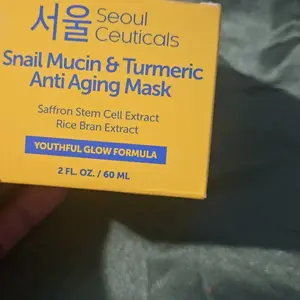 서울 Seoul
Ceuticals
Snail Mucin & Turmeric
Anti Aging Mask
Saffron Stem Cell Extract
Rice Bran Extract
YOUTHFUL GLOW FORMULA
2 FL. OZ. / 60 ML